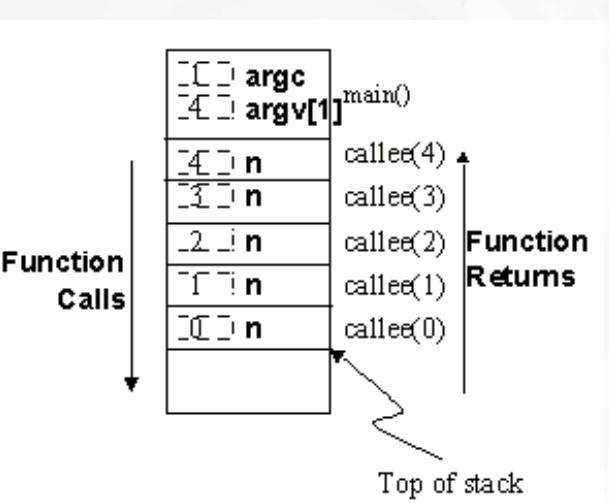 1 argc
4 argv[1]
main()
4 n
callee(4)
3 n
callee(3)
2 n
callee(2)
1 n
callee(1)
0 n
callee(0)
Function
Calls
Function
Returns
Top of stack